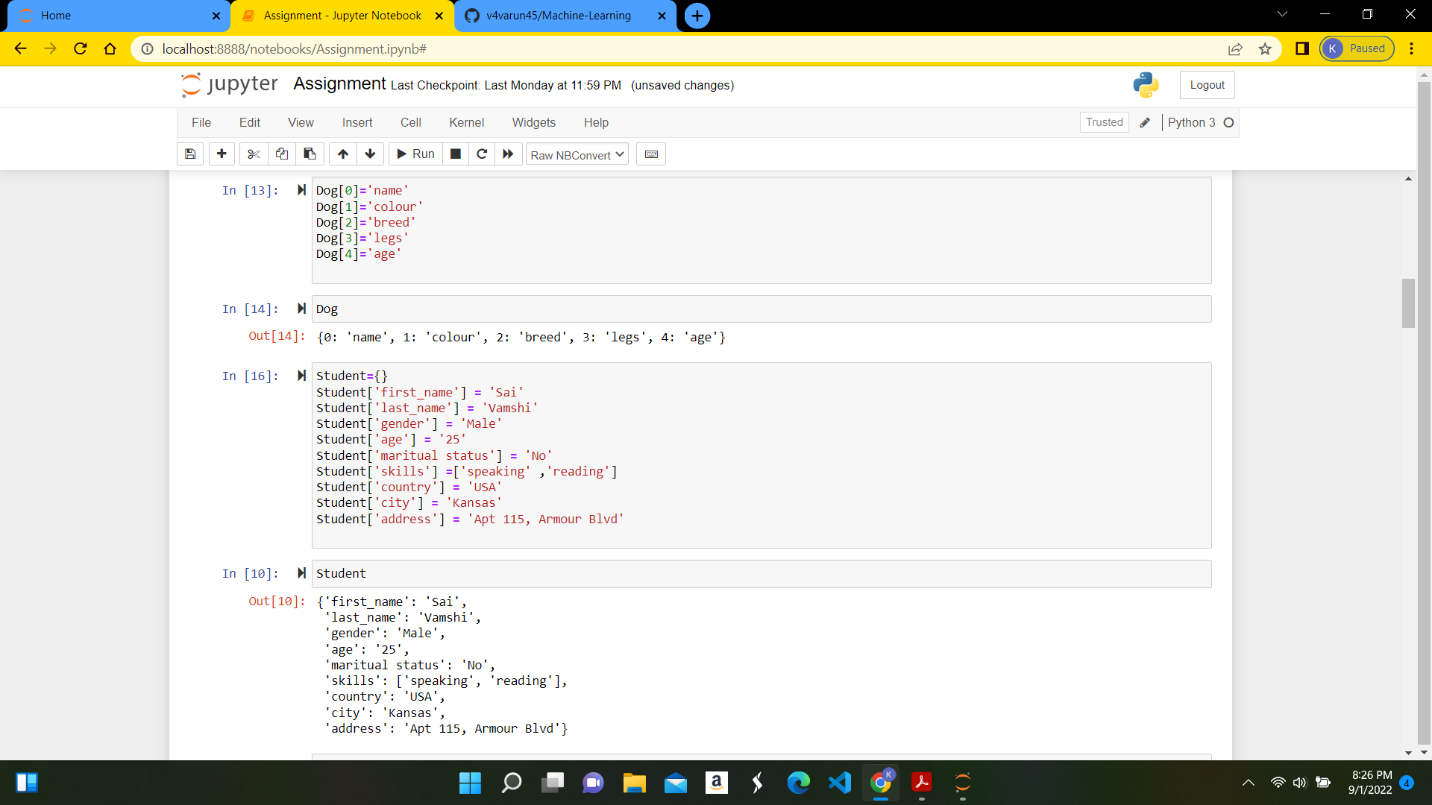 Home
Assignment - Jupyter Notebook
v4varun45/Machine-Learning
localhost:8888/notebooks/Assignment.ipynb#
K Paused
jupyter Assignment Last Checkpoint: Last Monday at 11:59 PM (unsaved changes)
Logout
File Edit View Insert Cell Kernel Widgets Help
Trusted Python 3
Run Raw NBConvert
In [13]: Dog[0]='name'
Dog[1]='colour'
Dog[2]='breed'
Dog[3]='legs'
Dog[4]='age'
In [14]: Dog
Out[14]: {0: 'name', 1: 'colour', 2: 'breed', 3: 'legs', 4: 'age'}
In [16]: Student={}
Student['first_name'] = 'Sai'
Student['last_name'] = 'Vamshi'
Student['gender'] = 'Male'
Student['age'] = '25'
Student['maritual status'] = 'No'
Student['skills'] =['speaking' ,'reading']
Student['country'] = 'USA'
Student['city'] = 'Kansas'
Student['address'] = 'Apt 115, Armour Blvd'
In [10]: Student
Out[10]: {'first_name': 'Sai',
'last_name': 'Vamshi',
'gender': 'Male',
'age': '25',
'maritual status': 'No',
'skills': ['speaking', 'reading'],
'country': 'USA',
'city': 'Kansas',
'address': 'Apt 115, Armour Blvd'}
8:26 PM
9/1/2022
4